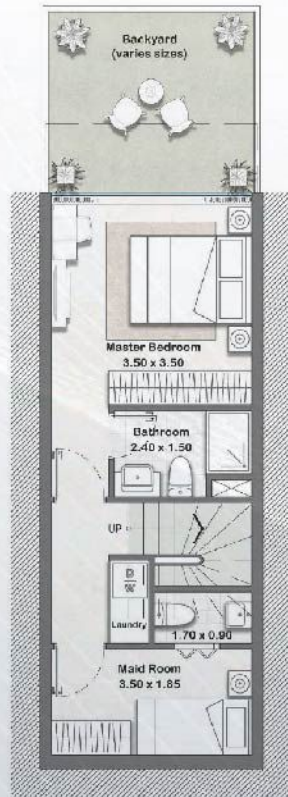 Backyard
(varies sizes)
Master Bedroom
3.50 x 3.50
Bathroom
2.40 x 1.50
UP
D
W
Laundry
1.70 x 0.90
Maid Room
3.50 x 1.85